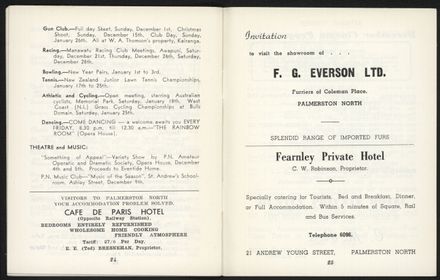 Gun Club.—Full day Skeet, Sunday, December 1st, Christmas
Shoot, Sunday, December 15th, Club Day, Sunday,
January 26th. All at W. A. Thomson's property, Kairanga.
Racing.—Manawatu Racing Club Meetings, Awapuni, Satur-
day, December 21st, Thursday, December 26th, Saturday,
December 28th.
Bowling.—New Year Pairs, January 1st to 3rd.
Tennis.—New Zealand Junior Lawn Tennis Championships,
January 17th to 25th.
Athletic and Cycling.—Open meeting, starring Australian
cyclists, Memorial Park, Saturday, January 18th. West
Coast (N.I.) Grass Cycling Championships at Bulls
Domain, Saturday, January 25th.
Dancing.—COME DANCING — a welcome awaits you EVERY
FRIDAY, 8.30 p.m. till 12.30 a.m.—"THE RAINBOW
ROOM" (Opera House).
THEATRE and MUSIC:
"Something of Appeal"—Variety Show by P.N. Amateur
Operatic and Dramatic Society, Opera House, December
4th and 5th. Proceeds to Eventide Home.
P.N. Music Club—"Music of the Season", St. Andrew's School-
room, Ashley Street, December 9th.
VISITORS TO PALMERSTON NORTH
YOUR ACCOMMODATION PROBLEM SOLVED.
CAFE DE PARIS HOTEL
(Opposite Railway Station).
BEDROOMS ENTIRELY REFURNISHED
WHOLESOME HOME COOKING
FRIENDLY ATMOSPHERE
Tariff: 27/6 Per Day.
E. E. (Ted) BRESNEHAN, Proprietor.
24
Invitation
to visit the showroom of . . .
F. G. EVERSON LTD.
Furriers of Coleman Place.
PALMERSTON NORTH
SPLENDID RANGE OF IMPORTED FURS
Fearnley Private Hotel
C. W. Robinson, Proprietor.
Specially catering for Tourists. Bed and Breakfast, Dinner,
or Full Accommodation. Within 5 minutes of Square, Rail
and Bus Services.
Telephone 6096.
21 ANDREW YOUNG STREET, PALMERSTON NORTH
25